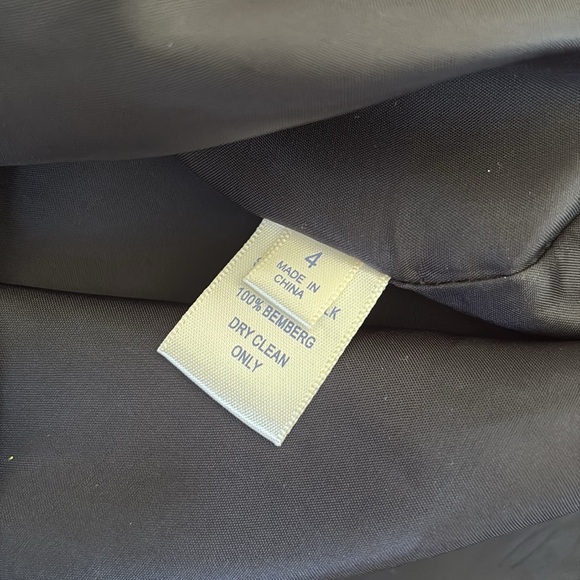 4
MADE IN
CHINA
100% BEMBERG
DRY CLEAN
ONLY